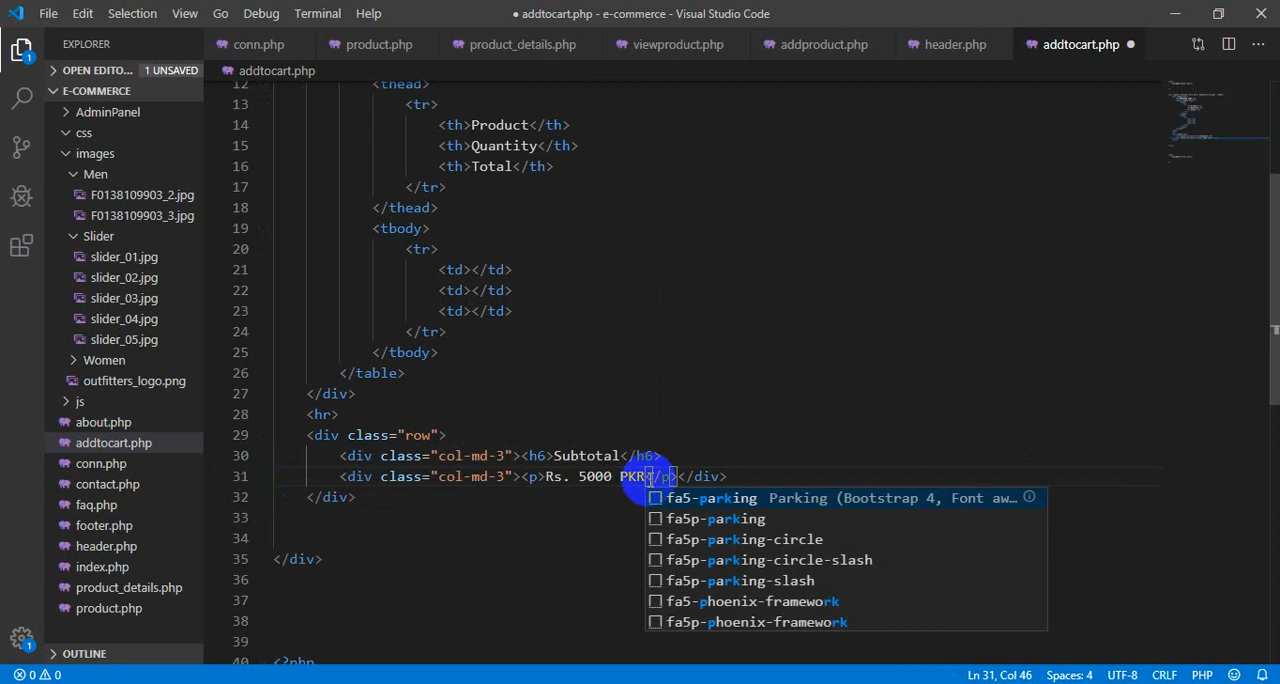 File Edit Selection View Go Debug Terminal Help
● addtocart.php - e-commerce - Visual Studio Code
EXPLORER
conn.php product.php product_details.php viewproduct.php addproduct.php header.php addtocart.php
OPEN EDITO... 1 UNSAVED
addtocart.php
E-COMMERCE
AdminPanel
css
images
Men
F0138109903_2.jpg
F0138109903_3.jpg
Slider
slider_01.jpg
slider_02.jpg
slider_03.jpg
slider_04.jpg
slider_05.jpg
Women
outfitters_logo.png
js
about.php
addtocart.php
conn.php
contact.php
faq.php
footer.php
header.php
index.php
product_details.php
product.php
OUTLINE
12 <thead>
13 <tr>
14 <th>Product</th>
15 <th>Quantity</th>
16 <th>Total</th>
17 </tr>
18 </thead>
19 <tbody>
20 <tr>
21 <td></td>
22 <td></td>
23 <td></td>
24 </tr>
25 </tbody>
26 </table>
27 </div>
28 <hr>
29 <div class="row">
30 <div class="col-md-3"><h6>Subtotal</h6>
31 <div class="col-md-3"><p>Rs. 5000 PKR</p></div>
32 </div>
33
34
35 </div>
36
37
38
39
40 <?php
fa5-parking Parking (Bootstrap 4, Font aw...
fa5p-parking
fa5p-parking-circle
fa5p-parking-circle-slash
fa5p-parking-slash
fa5-phoenix-framework
fa5p-phoenix-framework
1
1
0 0
Ln 31, Col 46 Spaces: 4 UTF-8 CRLF PHP